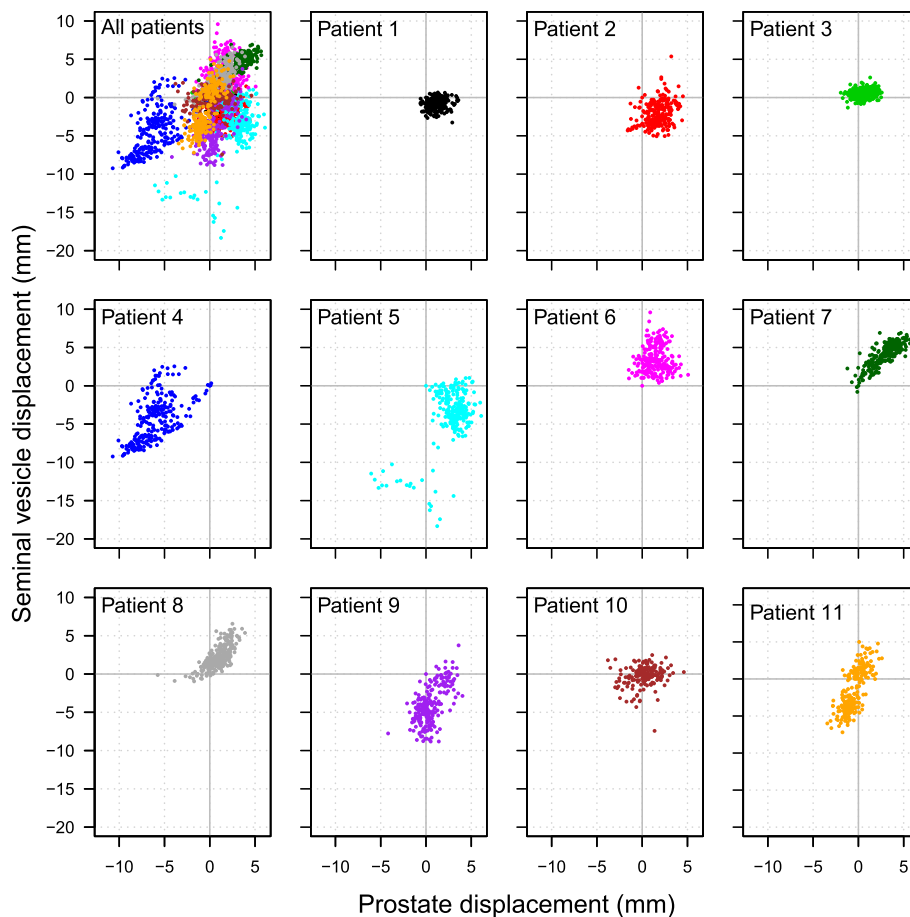 Seminal vesicle displacement (mm)
All patients
Patient 1
Patient 2
Patient 3
10
5
0
−5
−10
−15
−20
Patient 4
Patient 5
Patient 6
Patient 7
10
5
0
−5
−10
−15
−20
Patient 8
Patient 9
Patient 10
Patient 11
10
5
0
−5
−10
−15
−20
−10 −5 0 5
−10 −5 0 5
−10 −5 0 5
−10 −5 0 5
Prostate displacement (mm)